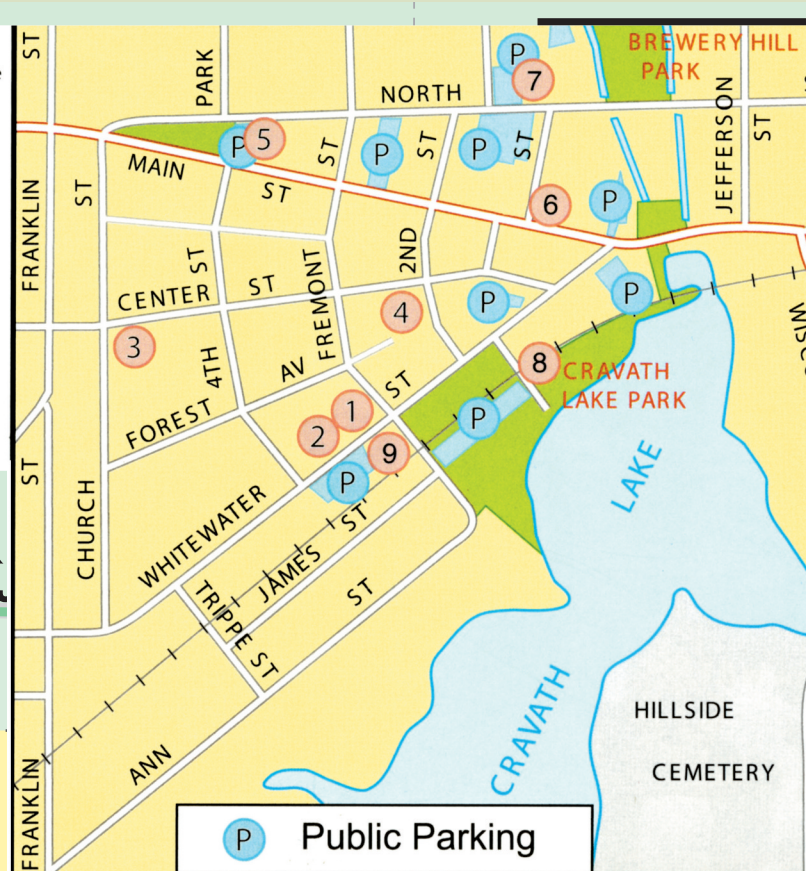 ST
PARK
P
7
BREWERY HILL
PARK
NORTH
JEFFERSON
ST
P
5
P
P
ST
ST
ST
MAIN
ST
FRANKLIN
ST
6
P
2ND
ST
CENTER
ST
FREMONT
P
P
4
3
4TH
AV
FOREST
ST
8
CRAVATH
LAKE PARK
1
2
9
P
P
ST
CHURCH
WHITEWATER
JAMES
ST
TRIPPE ST
ST
LAKE
CRAVATH
HILLSIDE
CEMETERY
ANN
FRANKLIN
P Public Parking